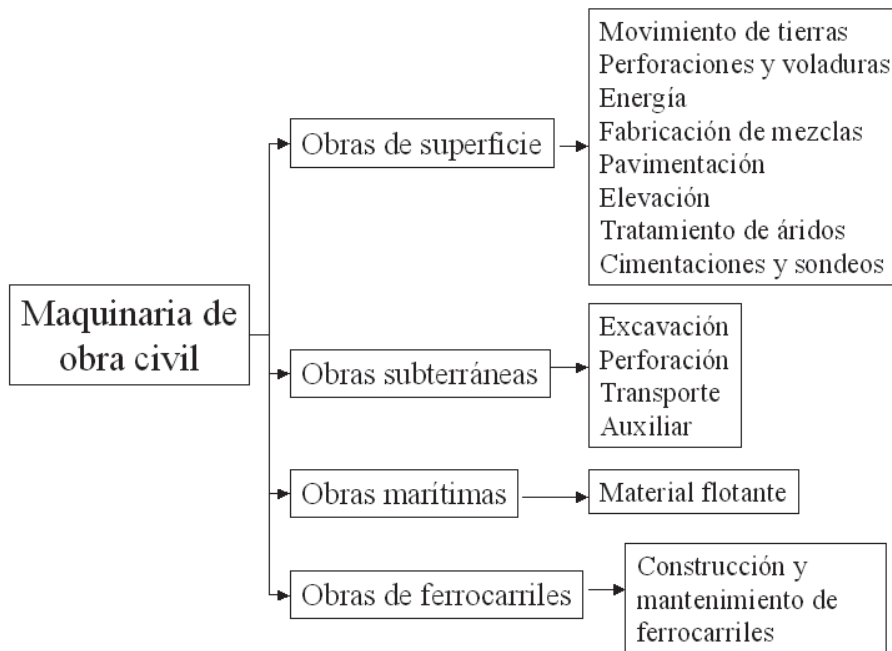 Maquinaria de
obra civil
Obras de superficie
Movimiento de tierras
Perforaciones y voladuras
Energía
Fabricación de mezclas
Pavimentación
Elevación
Tratamiento de áridos
Cimentaciones y sondeos
Obras subterráneas
Excavación
Perforación
Transporte
Auxiliar
Obras marítimas
Material flotante
Obras de ferrocarriles
Construcción y
mantenimiento de
ferrocarriles